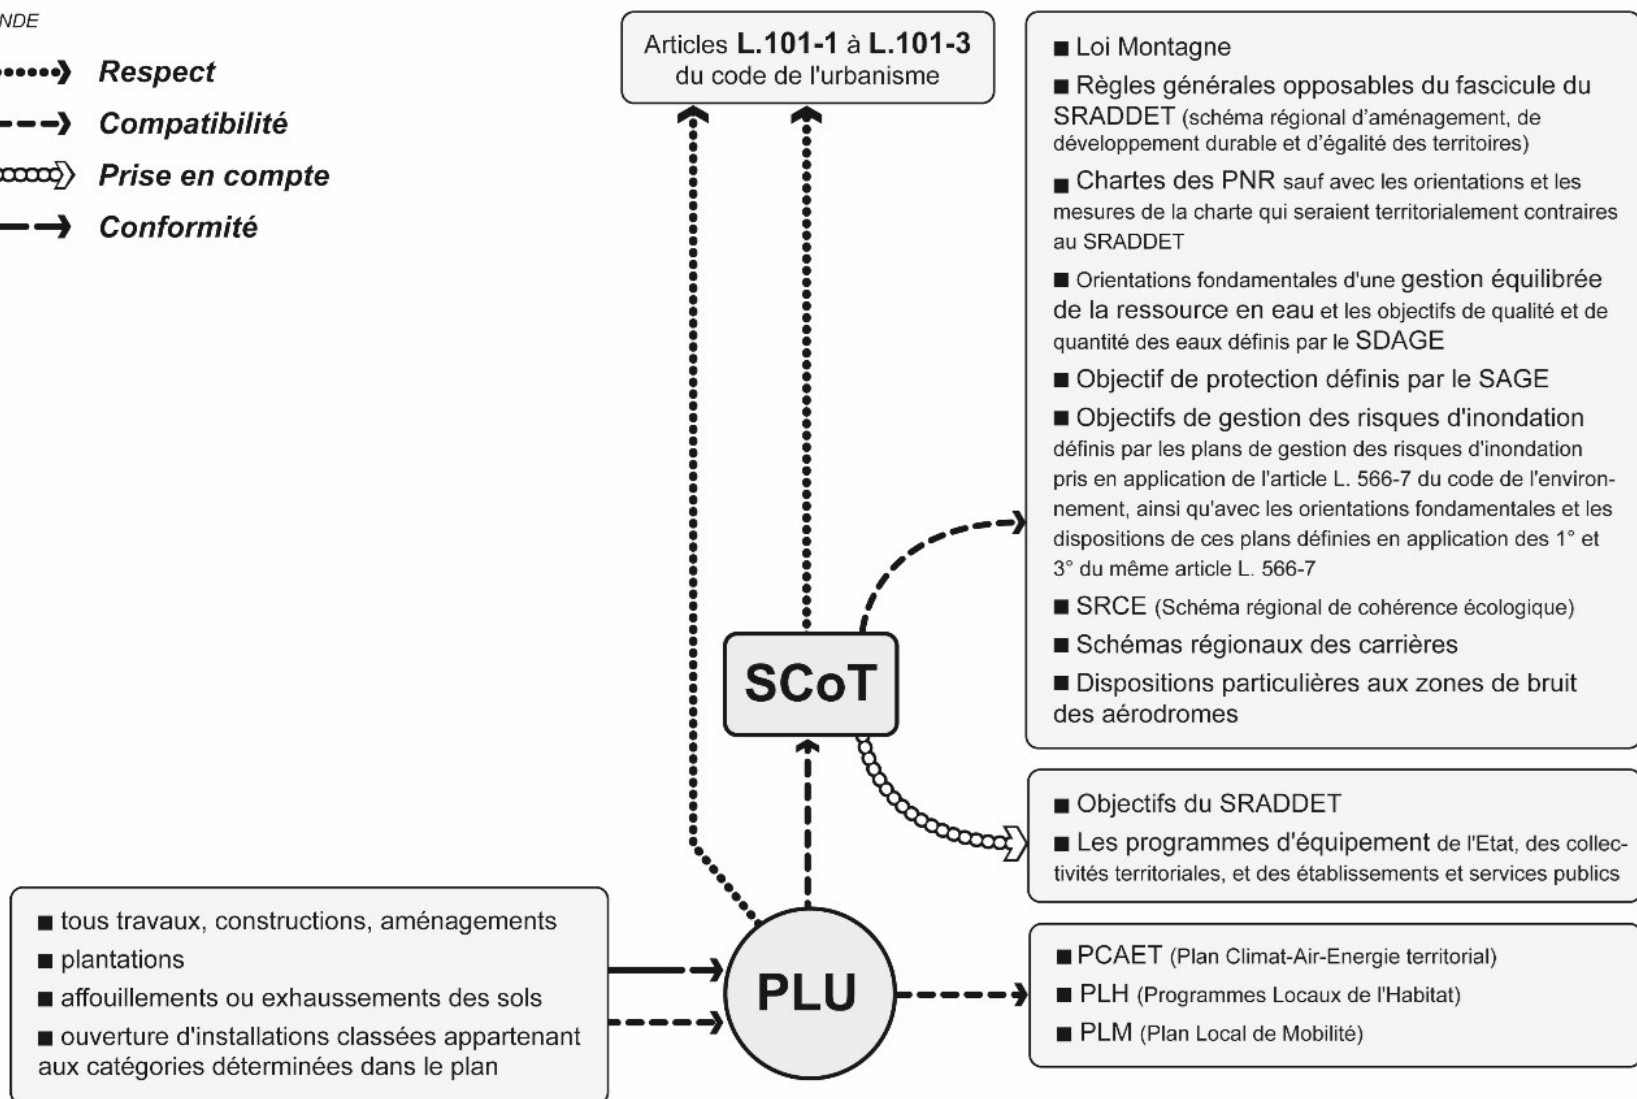 NDE
Respect
Compatibilité
Prise en compte
Conformité
Articles L.101-1 à L.101-3
du code de l'urbanisme
■ Loi Montagne
■ Règles générales opposables du fascicule du
SRADDET (schéma régional d'aménagement, de
développement durable et d'égalité des territoires)
■ Chartes des PNR sauf avec les orientations et les
mesures de la charte qui seraient territorialement contraires
au SRADDET
■ Orientations fondamentales d'une gestion équilibrée
de la ressource en eau et les objectifs de qualité et de
quantité des eaux définis par le SDAGE
■ Objectif de protection définis par le SAGE
■ Objectifs de gestion des risques d'inondation
définis par les plans de gestion des risques d'inondation
pris en application de l'article L. 566-7 du code de l'environ-
nement, ainsi qu'avec les orientations fondamentales et les
dispositions de ces plans définies en application des 1° et
3° du même article L. 566-7
■ SRCE (Schéma régional de cohérence écologique)
■ Schémas régionaux des carrières
■ Dispositions particulières aux zones de bruit
des aérodromes
SCoT
■ Objectifs du SRADDET
■ Les programmes d'équipement de l'Etat, des collec-
tivités territoriales, et des établissements et services publics
■ tous travaux, constructions, aménagements
■ plantations
■ affouillements ou exhaussements des sols
■ ouverture d'installations classées appartenant
aux catégories déterminées dans le plan
PLU
■ PCAET (Plan Climat-Air-Energie territorial)
■ PLH (Programmes Locaux de l'Habitat)
■ PLM (Plan Local de Mobilité)